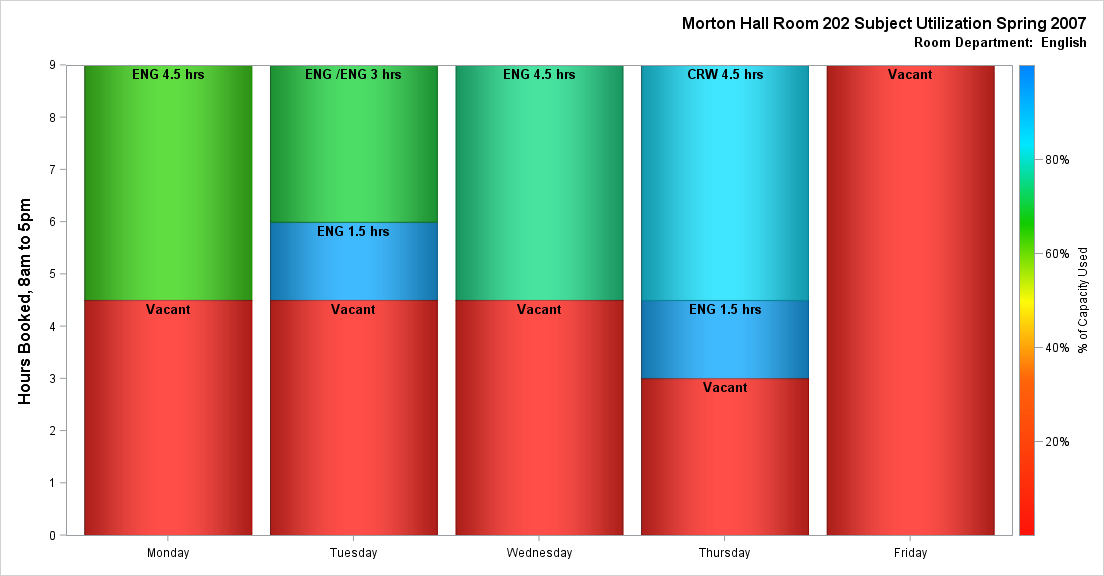 Morton Hall Room 202 Subject Utilization Spring 2007
Room Department:  English
Hours Booked, 8am to 5pm
9
8
7
6
5
4
3
2
1
0
ENG 4.5 hrs
Vacant
ENG /ENG 3 hrs
ENG 1.5 hrs
Vacant
ENG 4.5 hrs
Vacant
CRW 4.5 hrs
ENG 1.5 hrs
Vacant
Vacant
Monday
Tuesday
Wednesday
Thursday
Friday
80%
60%
40%
20%
% of Capacity Used